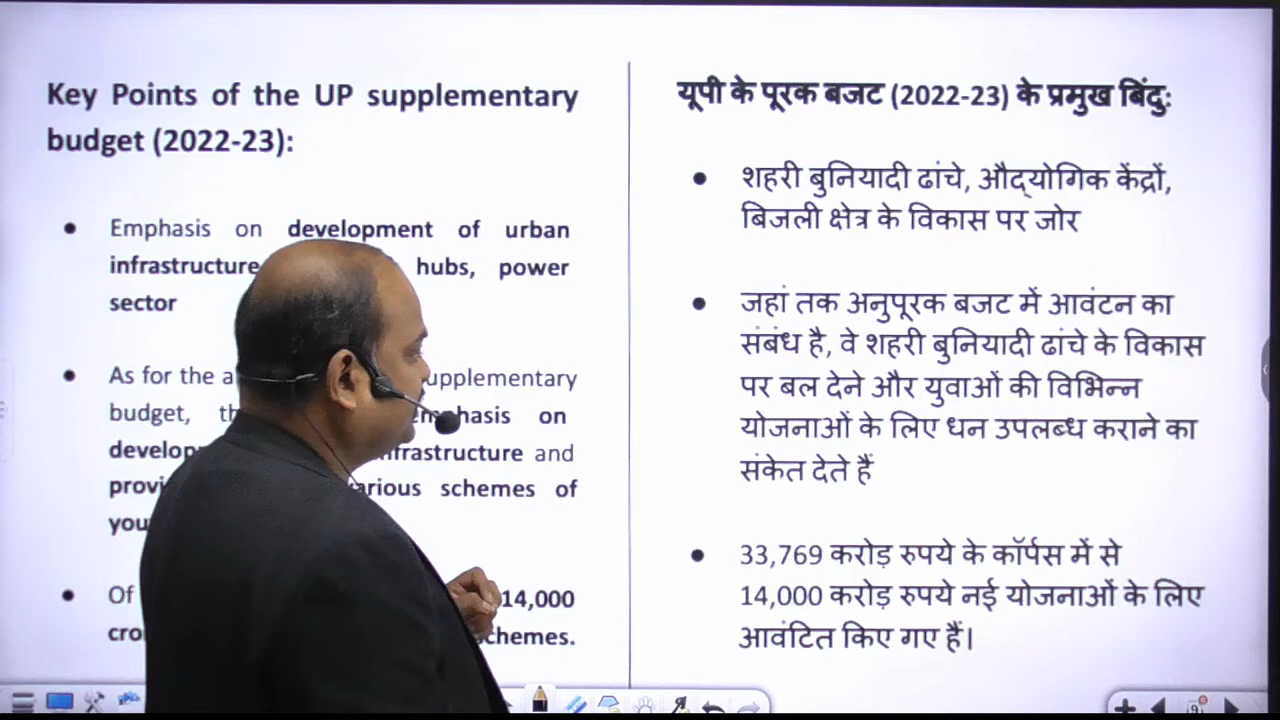 Key Points of the UP supplementary
budget (2022-23):
Emphasis on development of urban
infrastructure hubs, power
sector
As for the a upplementary
budget, th emphasis on
develop nfrastructure and
provi arious schemes of
you
Of 14,000
cro chemes.
यूपी के पूरक बजट (2022-23) के प्रमुख बिंदु:
शहरी बुनियादी ढांचे, औद्योगिक केंद्रों,
बिजली क्षेत्र के विकास पर जोर
जहां तक अनुपूरक बजट में आवंटन का
संबंध है, वे शहरी बुनियादी ढांचे के विकास
पर बल देने और युवाओं की विभिन्न
योजनाओं के लिए धन उपलब्ध कराने का
संकेत देते हैं
33,769 करोड़ रुपये के कॉर्पस में से
14,000 करोड़ रुपये नई योजनाओं के लिए
आवंटित किए गए हैं।